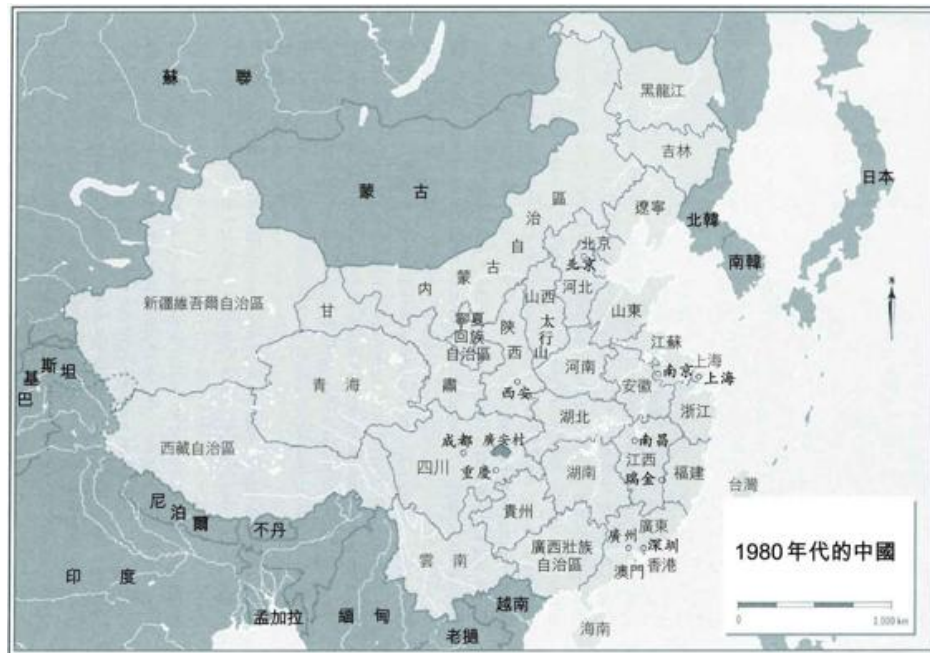 蘇聯
黑龍江
吉林
蒙古
遼寧
日本
北韓
南韓
內蒙古自治區
北京
北京
河北
新疆維吾爾自治區
甘肅
寧夏
回族
自治區
山西
太行山
陝西
山東
江蘇
上海
南京
上海
巴基斯坦
青海
河南
安徽
西安
浙江
湖北
西藏自治區
成都
廣安村
南昌
四川
重慶
湖南
江西
瑞金
福建
台灣
尼泊爾
不丹
貴州
廣東
廣州
深圳
雲南
廣西壯族
自治區
澳門
香港
1980年代的中國
印度
孟加拉
緬甸
越南
老撾
海南
0
1,000 km